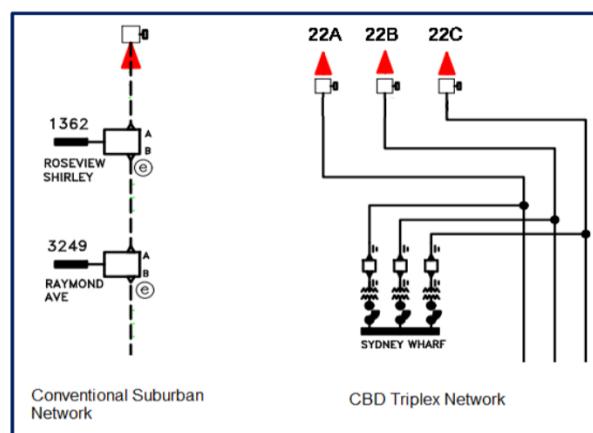 22A 22B 22C
1362
A
B
ROSEVIEW
SHIRLEY
e
3249
A
B
RAYMOND
AVE
e
SYDNEY WHARF
Conventional Suburban
Network
CBD Triplex Network